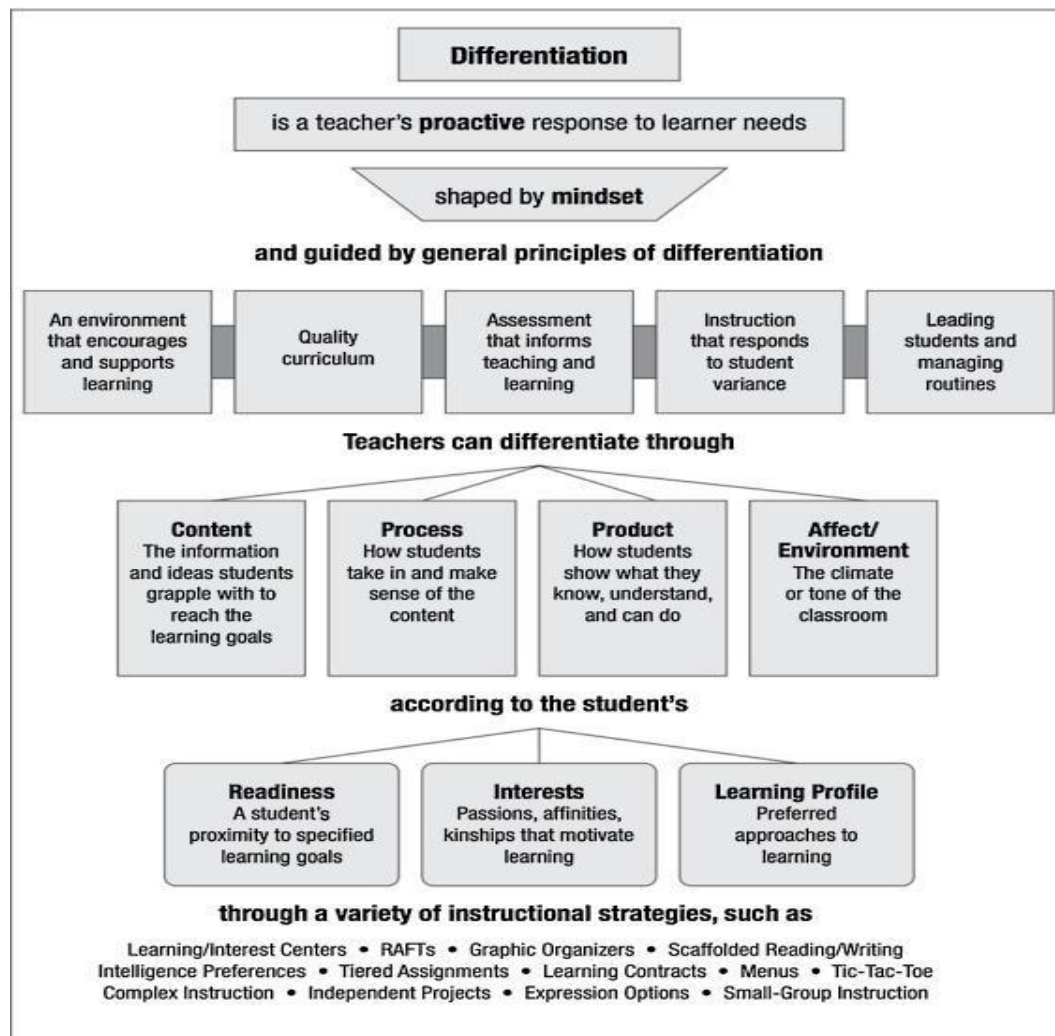 Differentiation
is a teacher's proactive response to learner needs
shaped by mindset
and guided by general principles of differentiation
An environment
that encourages
and supports
learning
Quality
curriculum
Assessment
that informs
teaching and
learning
Instruction
that responds
to student
variance
Leading
students and
managing
routines
Teachers can differentiate through
Content
The information
and ideas students
grapple with to
reach the
learning goals
Process
How students
take in and make
sense of the
content
Product
How students
show what they
know, understand,
and can do
Affect/
Environment
The climate
or tone of the
classroom
according to the student's
Readiness
A student's
proximity to specified
learning goals
Interests
Passions, affinities,
kinships that motivate
learning
Learning Profile
Preferred
approaches to
learning
through a variety of instructional strategies, such as
Learning/Interest Centers • RAFTs • Graphic Organizers • Scaffolded Reading/Writing
Intelligence Preferences • Tiered Assignments • Learning Contracts • Menus • Tic-Tac-Toe
Complex Instruction • Independent Projects • Expression Options • Small-Group Instruction